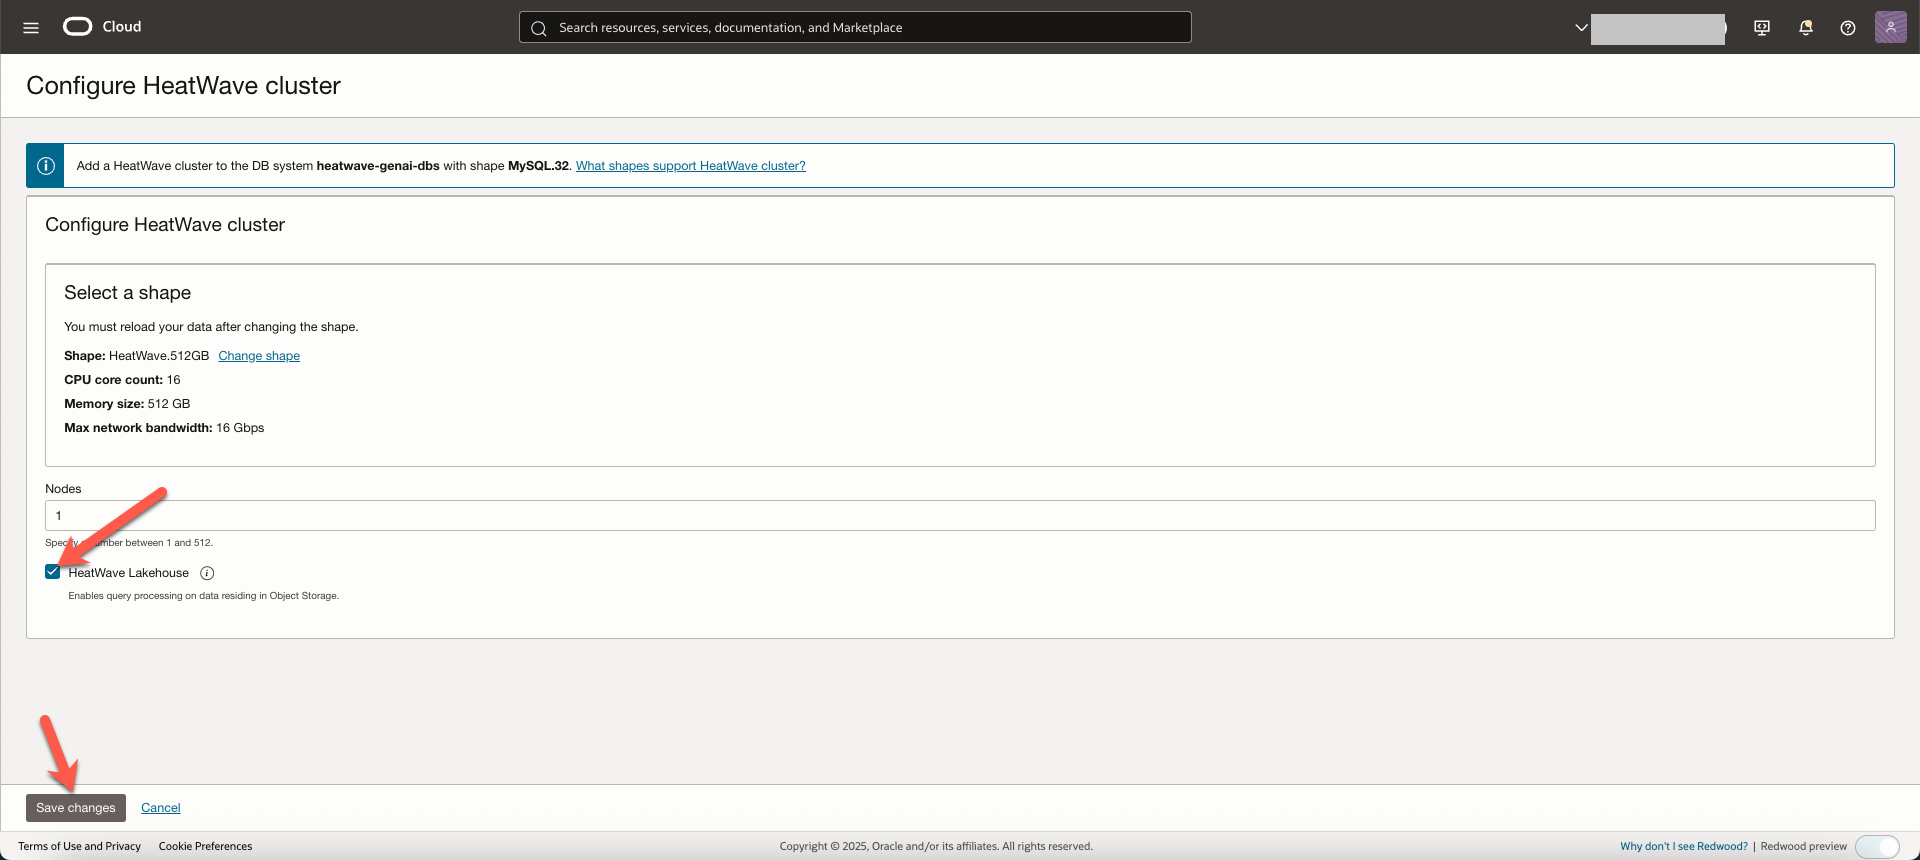 Cloud
Search resources, services, documentation, and Marketplace
Configure HeatWave cluster
Add a HeatWave cluster to the DB system heatwave-genai-dbs with shape MySQL.32. What shapes support HeatWave cluster?
Configure HeatWave cluster
Select a shape
You must reload your data after changing the shape.
Shape: HeatWave.512GB Change shape
CPU core count: 16
Memory size: 512 GB
Max network bandwidth: 16 Gbps
Nodes
1
between 1 and 512.
HeatWave Lakehouse
Enables query processing on data residing in Object Storage.
Save changes Cancel
Terms of Use and Privacy Cookie Preferences Copyright © 2025, Oracle and/or its affiliates. All rights reserved. Why don't I see Redwood? | Redwood preview